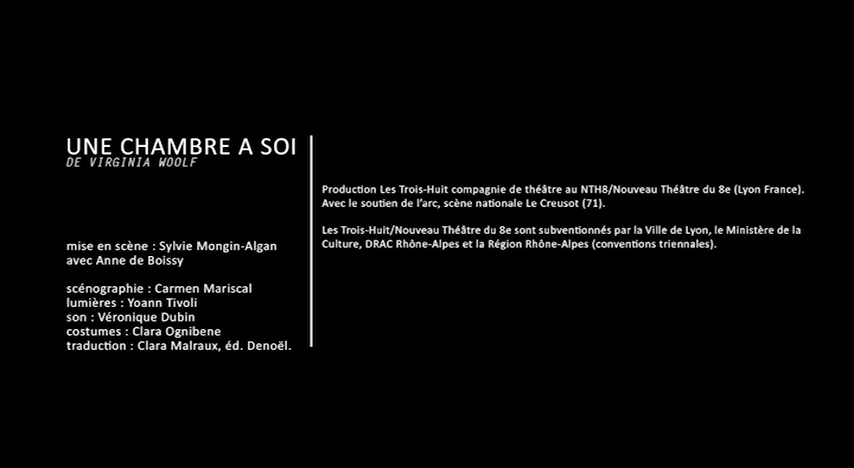 UNE CHAMBRE A SOI
DE VIRGINIA WOOLF
mise en scène : Sylvie Mongin-Algan
avec Anne de Boissy
scénographie : Carmen Mariscal
lumières : Yoann Tivoli
son : Véronique Dubin
costumes : Clara Ognibene
traduction : Clara Malraux, éd. Denoël.
Production Les Trois-Huit compagnie de théâtre au NTH8/Nouveau Théâtre du 8e (Lyon France).
Avec le soutien de l'arc, scène nationale Le Creusot (71).
Les Trois-Huit/Nouveau Théâtre du 8e sont subventionnés par la Ville de Lyon, le Ministère de la
Culture, DRAC Rhône-Alpes et la Région Rhône-Alpes (conventions triennales).